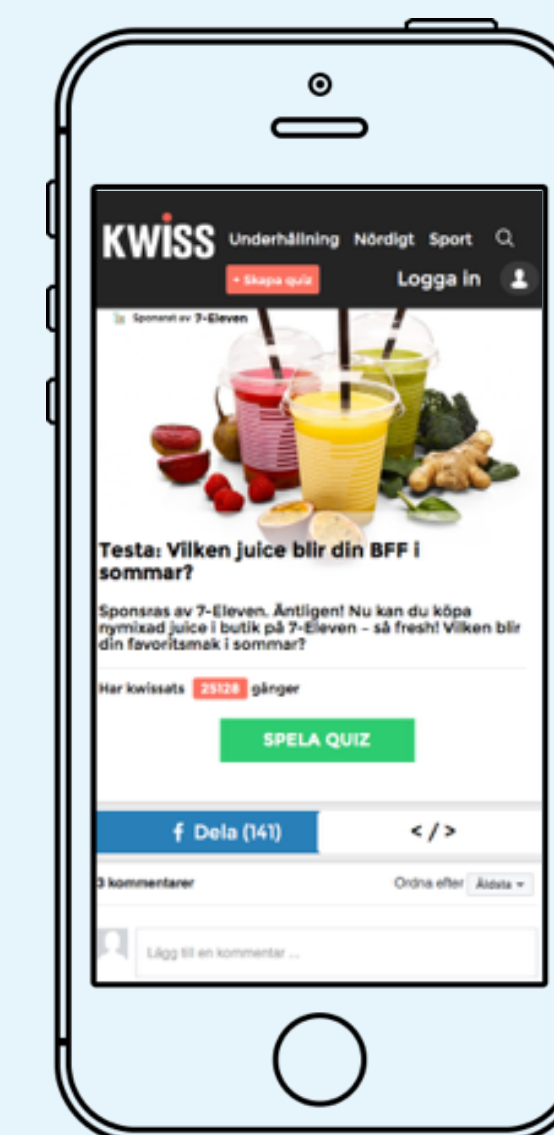 KWISS Underhållning Nördigt Sport
+ Skapa quiz Logga in
Sponsrat av 7-Eleven
Testa: Vilken juice blir din BFF i
sommar?
Sponsras av 7-Eleven. Äntligen! Nu kan du köpa
nymixad juice i butik på 7-Eleven – så fresh! Vilken blir
din favoritsmak i sommar?
Har kwissats 25128 gånger
SPELA QUIZ
f Dela (141) < / >
3 kommentarer Ordna efter Äldsta
Lägg till en kommentar ...